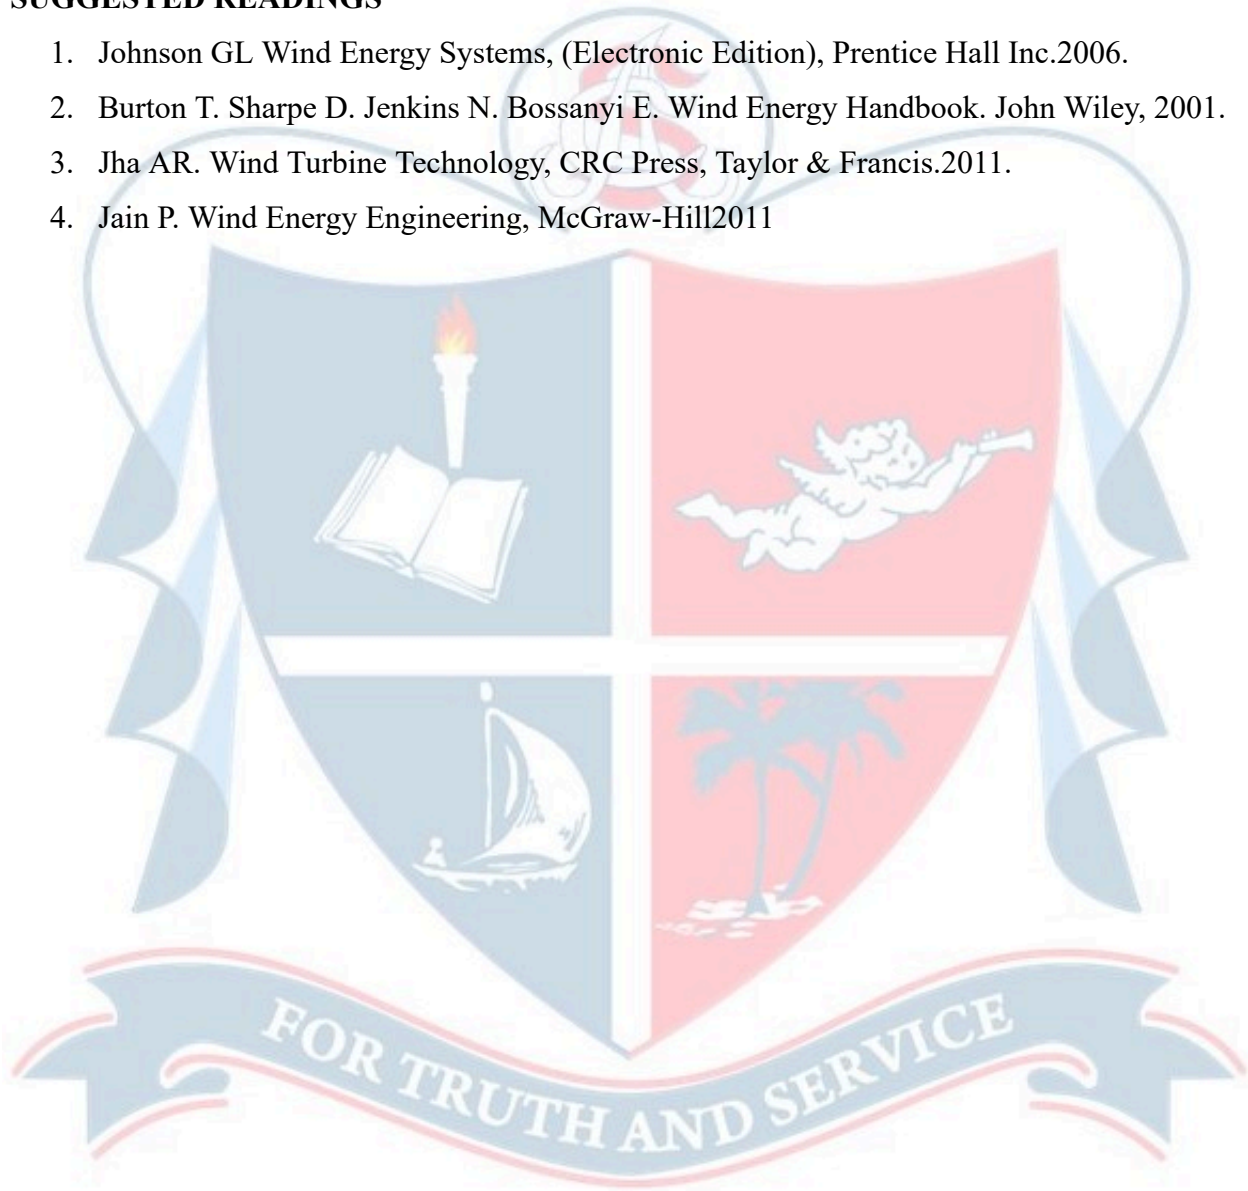 SUGGESTED READINGS
1. Johnson GL Wind Energy Systems, (Electronic Edition), Prentice Hall Inc.2006.
2. Burton T. Sharpe D. Jenkins N. Bossanyi E. Wind Energy Handbook. John Wiley, 2001.
3. Jha AR. Wind Turbine Technology, CRC Press, Taylor & Francis.2011.
4. Jain P. Wind Energy Engineering, McGraw-Hill2011
FOR TRUTH AND SERVICE